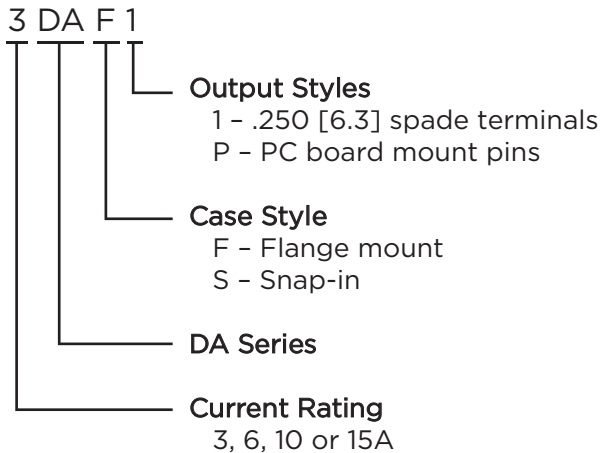 3 DA F 1
Output Styles
1 – .250 [6.3] spade terminals
P – PC board mount pins
Case Style
F – Flange mount
S – Snap-in
DA Series
Current Rating
3, 6, 10 or 15A